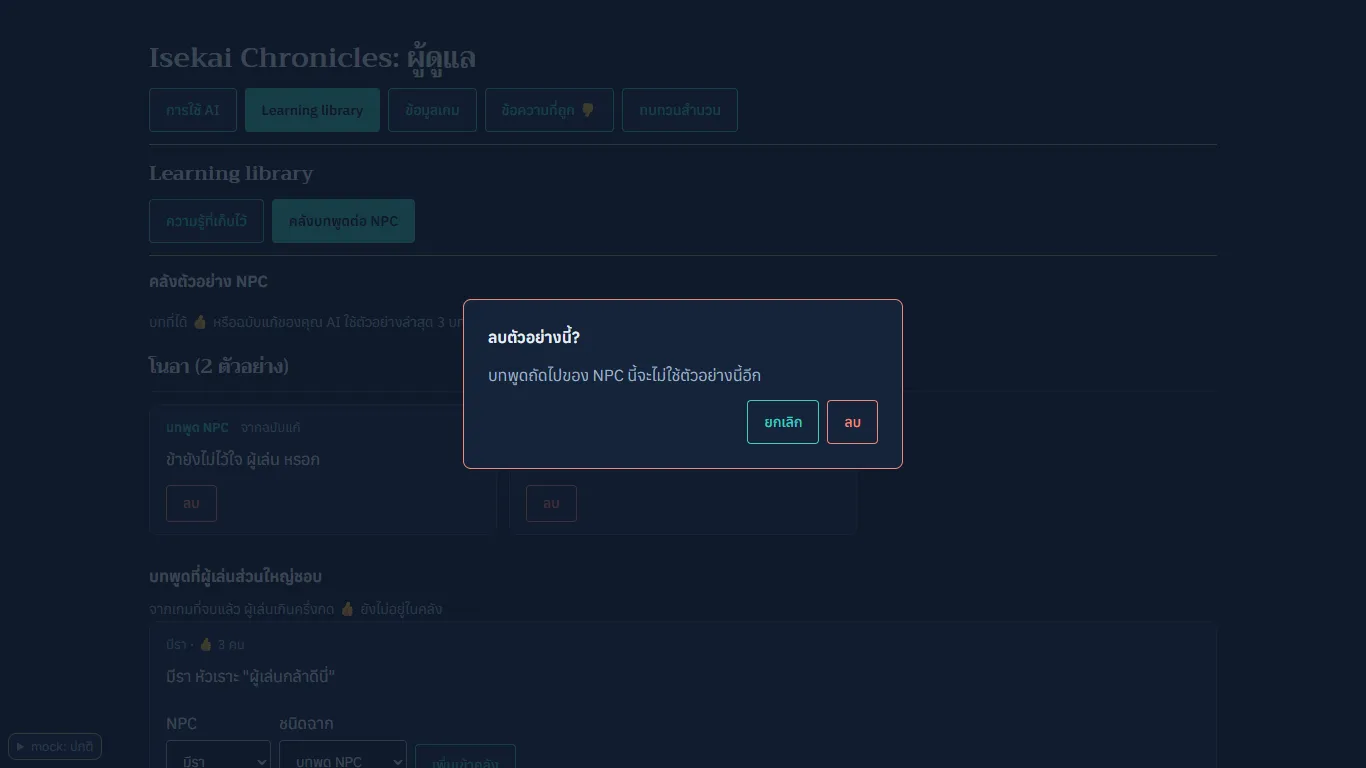 Isekai Chronicles: ผู้ดูแล
การใช้ AI
Learning library
ข้อมูลเกม
ข้อความที่ถูก 👎
ทบทวนสำนวน
Learning library
ความรู้ที่เก็บไว้
คลังบทพูดต่อ NPC
คลังตัวอย่าง NPC
บทที่ได้ 👍 หรือฉบับแก้ของคุณ AI ใช้ตัวอย่างล่าสุด 3
โนอา (2 ตัวอย่าง)
บทพูด NPC จากฉบับแก้
ข้ายังไม่ไว้ใจ ผู้เล่น หรอก
ลบ
ลบ
ลบตัวอย่างนี้?
บทพูดถัดไปของ NPC นี้จะไม่ใช้ตัวอย่างนี้อีก
ยกเลิก
ลบ
บทพูดที่ผู้เล่นส่วนใหญ่ชอบ
จากเกมที่จบแล้ว ผู้เล่นเกินครึ่งกด 👍 ยังไม่อยู่ในคลัง
มีรา · 👍 3 คน
มีรา หัวเราะ "ผู้เล่นกล้าดีนี่"
NPC
ชนิดฉาก
มีรา
บทพูด NPC
เพิ่มเข้าคลัง
▶ mock: ปกติ